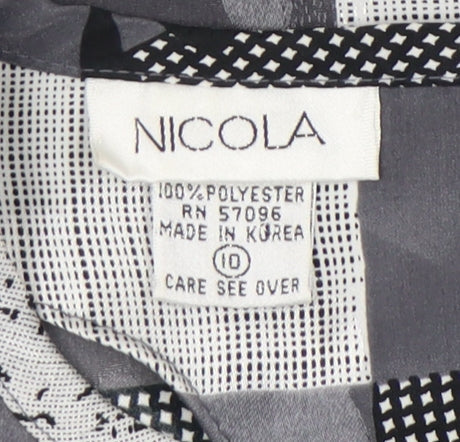 NICOLA
100% POLYESTER
RN 57096
MADE IN KOREA
10
CARE SEE OVER